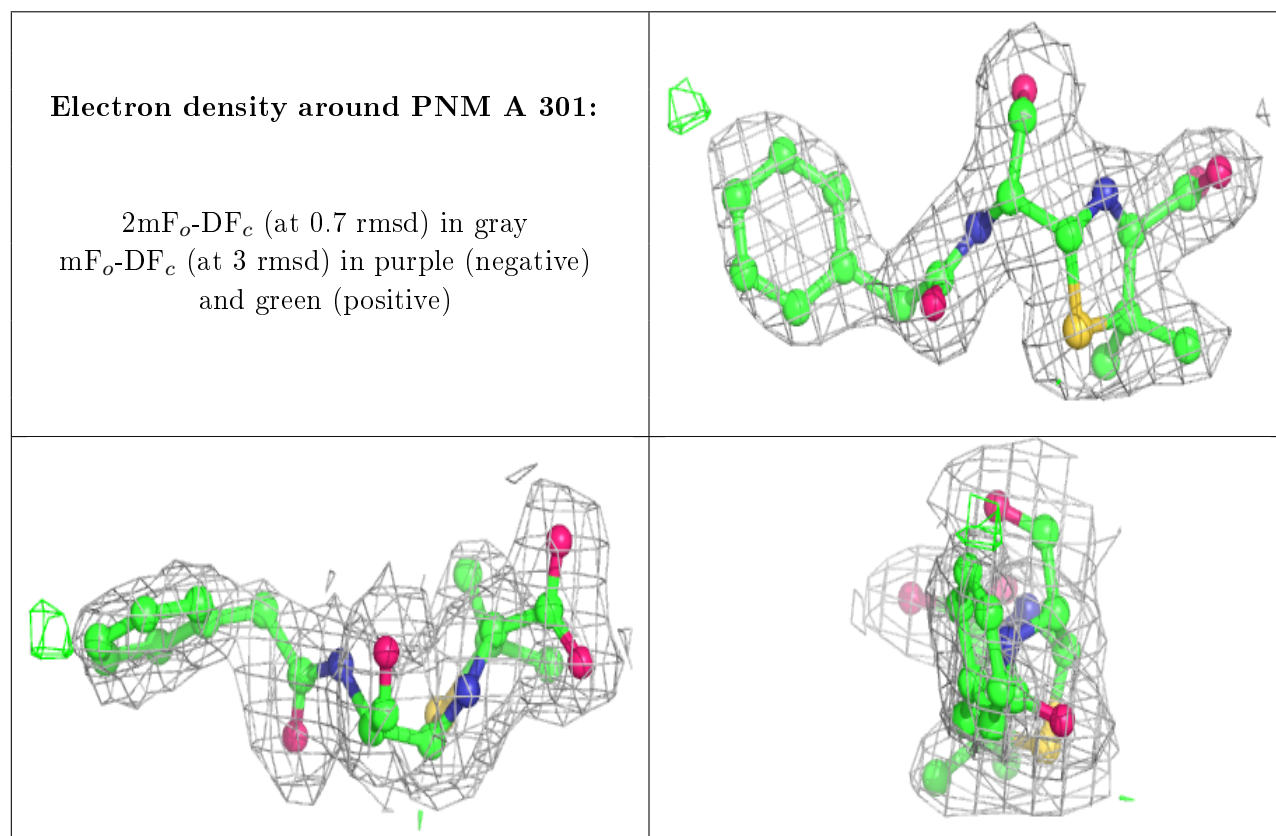 Electron density around PNM A 301:
2mFo-DFc (at 0.7 rmsd) in gray
mFo-DFc (at 3 rmsd) in purple (negative)
and green (positive)